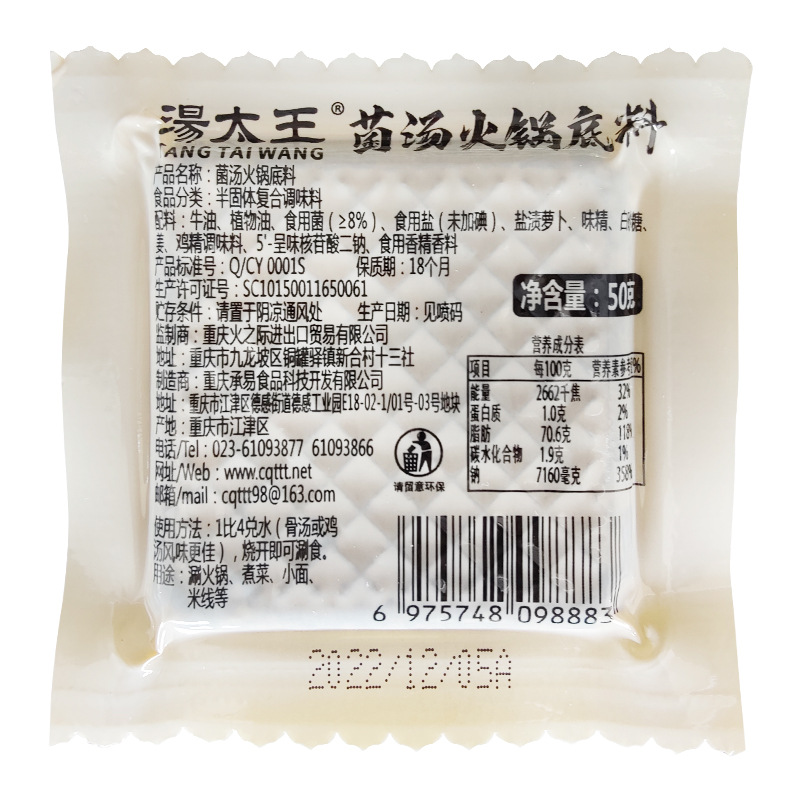 湯太王® 菌汤火锅底料
TANG TAI WANG
产品名称：菌汤火锅底料
食品分类：半固体复合调味料
配料：牛油、植物油、食用菌（≥8%）、食用盐（未加碘）、盐渍萝卜、味精、白砂糖、
姜、鸡精调味料、5'-呈味核苷酸二钠、食用香精香料
产品标准号：Q/CY 0001S 保质期：18个月
生产许可证号：SC10150011650061
贮存条件：请置于阴凉通风处 生产日期：见喷码
监制商：重庆火之际进出口贸易有限公司
地址：重庆市九龙坡区铜罐驿镇新合村十三社
制造商：重庆承易食品科技开发有限公司
地址：重庆市江津区德感街道德感工业园E18-02-1/01号-03号地块
产地：重庆市江津区
电话/Tel：023-61093877 61093866
网址/Web：www.cqttt.net
邮箱/mail：cqttt98@163.com
使用方法：1比4兑水（骨汤或鸡
汤风味更佳），烧开即可涮食。
用途：涮火锅、煮菜、小面、
米线等
净含量：50克
营养成分表
项目 每100克 营养素参考%
能量 2662千焦 32%
蛋白质 1.0克 2%
脂肪 70.6克 118%
碳水化合物 1.9克 1%
钠 7160毫克 358%
请留意环保
6 975748 098883
2022/12/05A